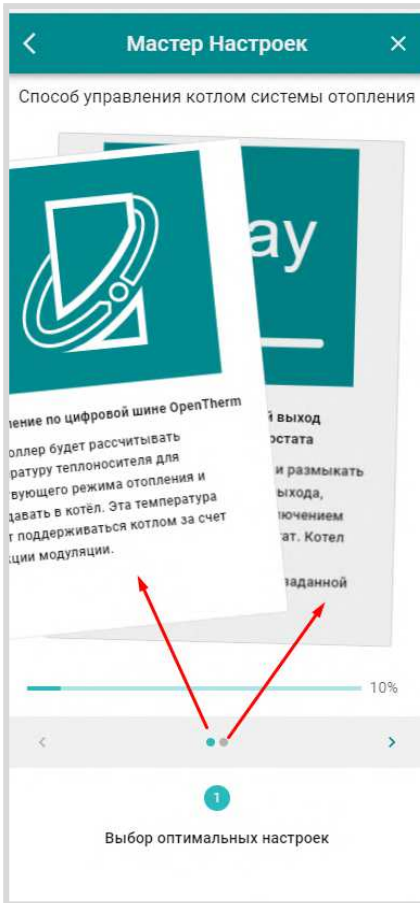 Мастер Настроек
Способ управления котлом системы отопления
ление по цифровой шине OpenTherm
оллер будет рассчитывать
ратуру теплоносителя для
вующего режима отопления и
давать в котёл. Эта температура
т поддерживаться котлом за счет
кции модуляции.
ay
й выход
остата
и размыкать
ыхода,
лючением
ат. Котел
заданной
10%
1
Выбор оптимальных настроек